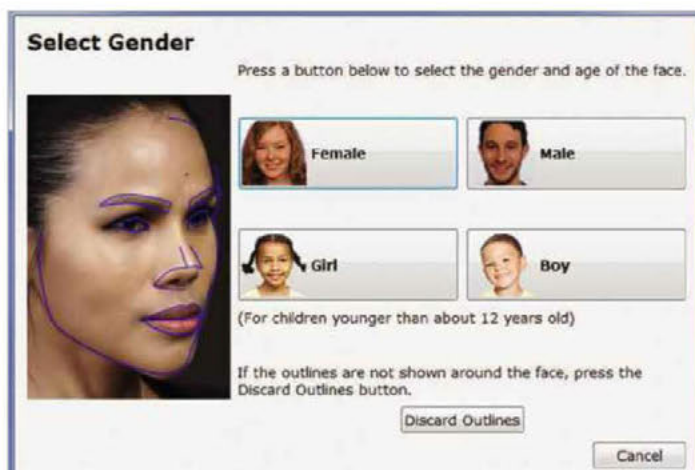 Select Gender
Press a button below to select the gender and age of the face.
Female
Male
Girl
Boy
(For children younger than about 12 years old)
If the outlines are not shown around the face, press the
Discard Outlines button.
Discard Outlines
Cancel